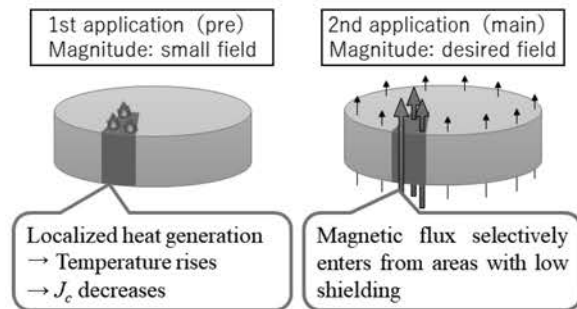 1st application (pre)
Magnitude: small field
2nd application (main)
Magnitude: desired field
Localized heat generation
→ Temperature rises
→ Jc decreases
Magnetic flux selectively
enters from areas with low
shielding